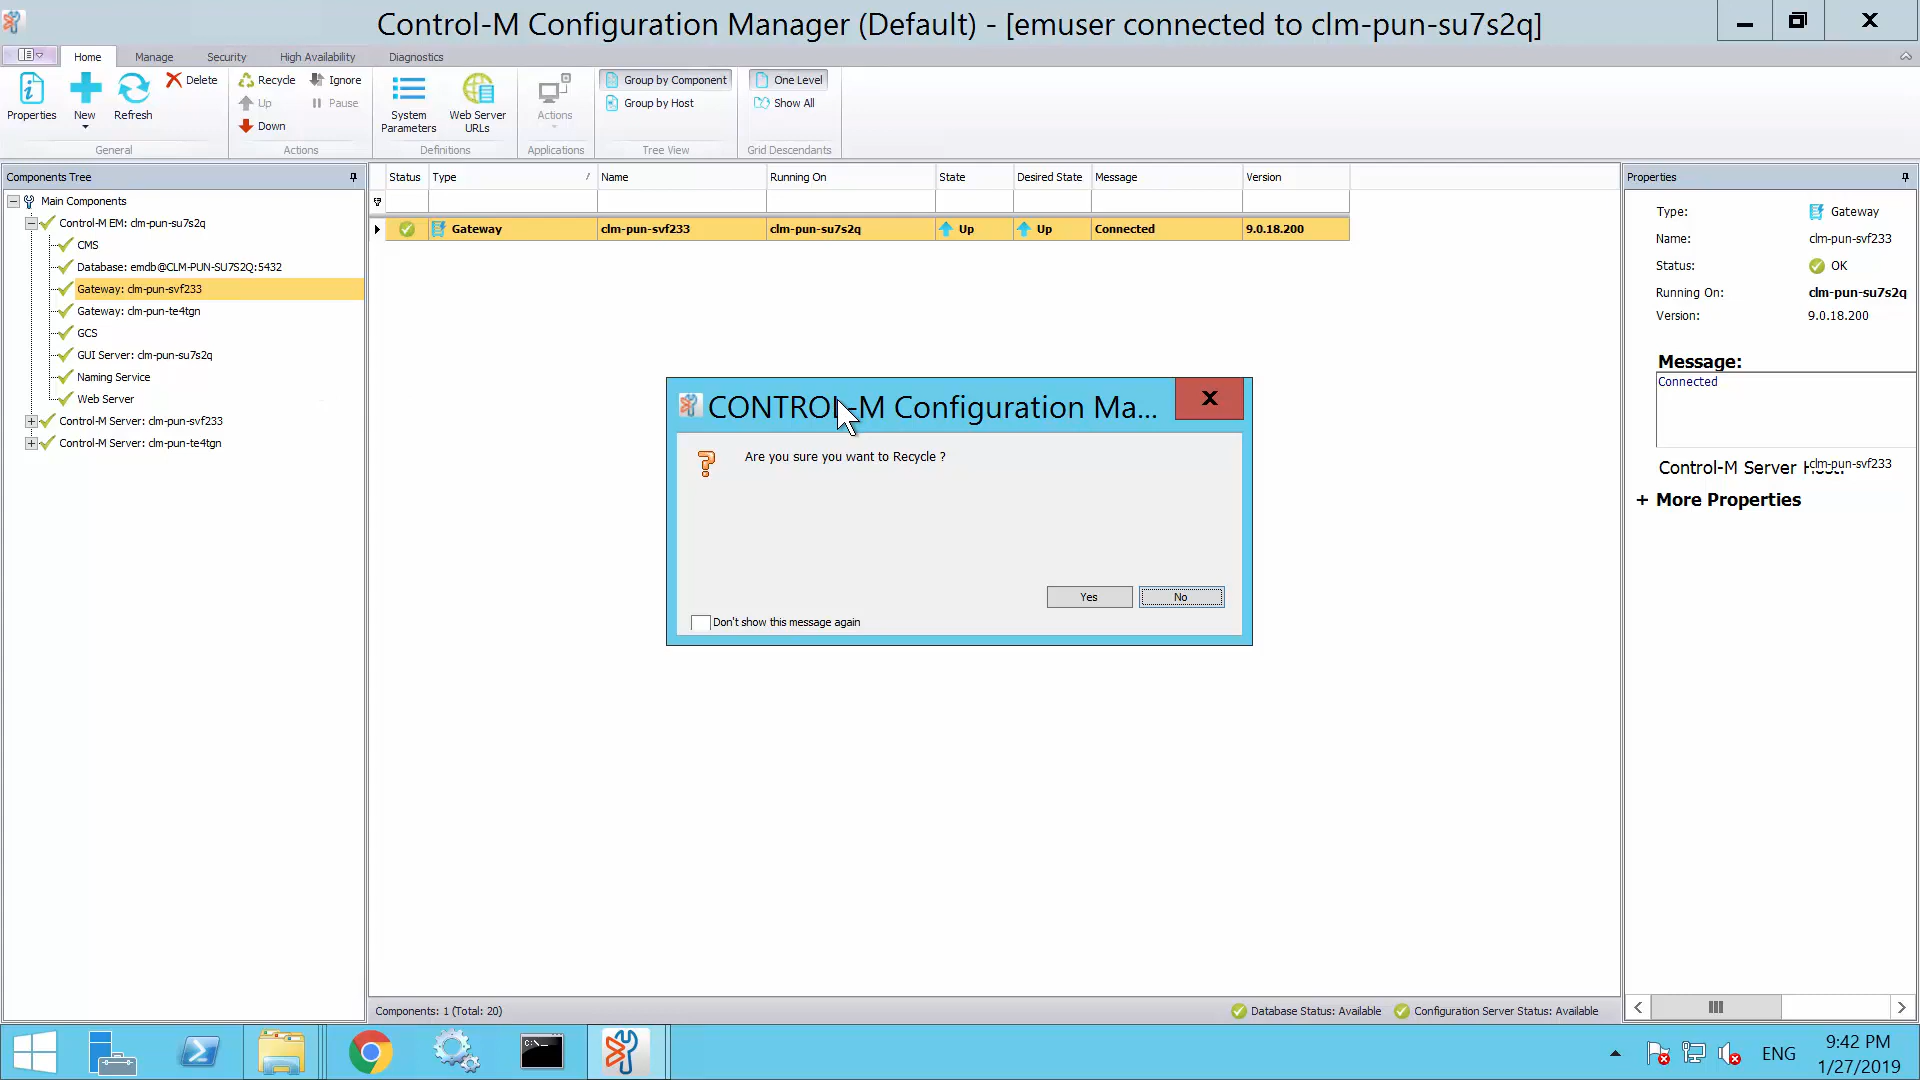 Control-M Configuration Manager (Default) - [emuser connected to clm-pun-su7s2q]
Home
Manage
Security
High Availability
Diagnostics
Properties
New
Refresh
Delete
General
Recycle
Up
Down
Ignore
Pause
Actions
System Parameters
Web Server URLs
Definitions
Actions
Applications
Group by Component
Group by Host
Tree View
One Level
Show All
Grid Descendants
Components Tree
Main Components
Control-M EM: clm-pun-su7s2q
CMS
Database: emdb@CLM-PUN-SU7S2Q:5432
Gateway: clm-pun-svf233
Gateway: clm-pun-te4tgn
GCS
GUI Server: clm-pun-su7s2q
Naming Service
Web Server
Control-M Server: clm-pun-svf233
Control-M Server: clm-pun-te4tgn
Status Type Name Running On State Desired State Message Version
Gateway clm-pun-svf233 clm-pun-su7s2q Up Up Connected 9.0.18.200
CONTROL-M Configuration Ma...
X
Are you sure you want to Recycle ?
Yes
No
Don't show this message again
Properties
Type: Gateway
Name: clm-pun-svf233
Status: OK
Running On: clm-pun-su7s2q
Version: 9.0.18.200
Message:
Connected
Control-M Server Host: clm-pun-svf233
+ More Properties
Components: 1 (Total: 20)
Database Status: Available
Configuration Server Status: Available
C:\_
ENG
9:42 PM
1/27/2019